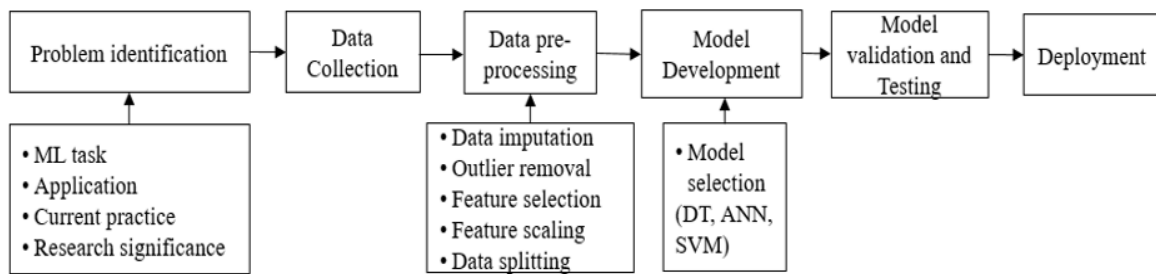 Problem identification
Data
Collection
Data pre-
processing
Model
Development
Model
validation and
Testing
Deployment
• ML task
• Application
• Current practice
• Research significance
• Data imputation
• Outlier removal
• Feature selection
• Feature scaling
• Data splitting
• Model
selection
(DT, ANN,
SVM)